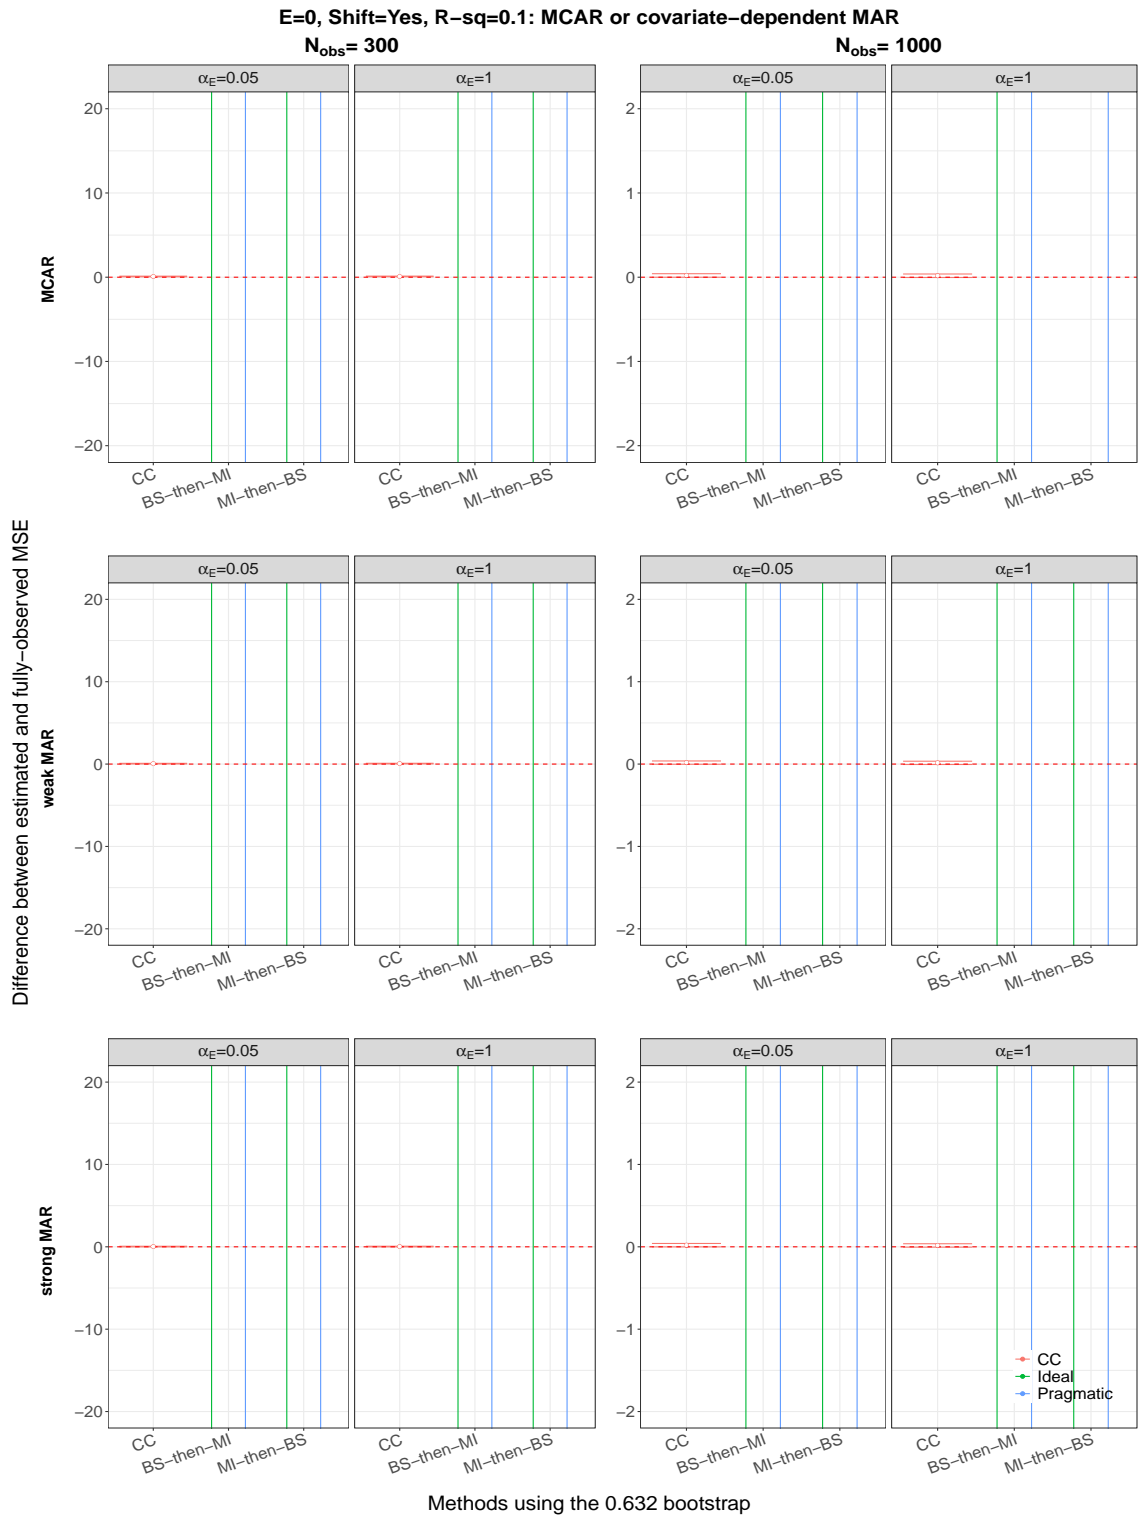 E=0, Shift=Yes, R−sq=0.1: MCAR or covariate−dependent MAR
Nobs= 300
Nobs= 1000
αE=0.05
αE=1
αE=0.05
αE=1
20
10
0
−10
−20
2
1
0
−1
−2
MCAR
CC
BS−then−MI
MI−then−BS
CC
BS−then−MI
MI−then−BS
CC
BS−then−MI
MI−then−BS
CC
BS−then−MI
MI−then−BS
Difference between estimated and fully−observed MSE
αE=0.05
αE=1
αE=0.05
αE=1
20
10
0
−10
−20
2
1
0
−1
−2
weak MAR
CC
BS−then−MI
MI−then−BS
CC
BS−then−MI
MI−then−BS
CC
BS−then−MI
MI−then−BS
CC
BS−then−MI
MI−then−BS
αE=0.05
αE=1
αE=0.05
αE=1
20
10
0
−10
−20
2
1
0
−1
−2
strong MAR
CC
Ideal
Pragmatic
CC
BS−then−MI
MI−then−BS
CC
BS−then−MI
MI−then−BS
CC
BS−then−MI
MI−then−BS
CC
BS−then−MI
MI−then−BS
Methods using the 0.632 bootstrap